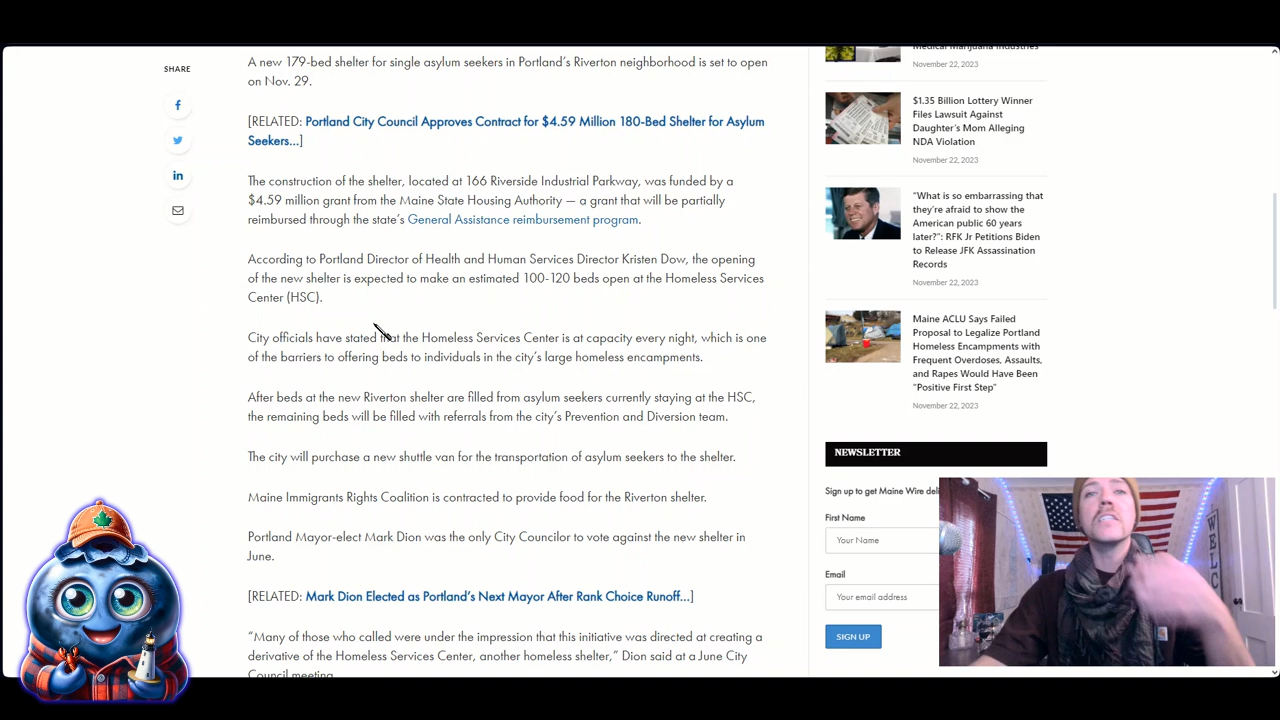 SHARE
A new 179-bed shelter for single asylum seekers in Portland's Riverton neighborhood is set to open
on Nov. 29.
[RELATED: Portland City Council Approves Contract for $4.59 Million 180-Bed Shelter for Asylum
Seekers...]
The construction of the shelter, located at 166 Riverside Industrial Parkway, was funded by a
$4.59 million grant from the Maine State Housing Authority — a grant that will be partially
reimbursed through the state's General Assistance reimbursement program.
According to Portland Director of Health and Human Services Director Kristen Dow, the opening
of the new shelter is expected to make an estimated 100-120 beds open at the Homeless Services
Center (HSC).
City officials have stated that the Homeless Services Center is at capacity every night, which is one
of the barriers to offering beds to individuals in the city's large homeless encampments.
After beds at the new Riverton shelter are filled from asylum seekers currently staying at the HSC,
the remaining beds will be filled with referrals from the city's Prevention and Diversion team.
The city will purchase a new shuttle van for the transportation of asylum seekers to the shelter.
Maine Immigrants Rights Coalition is contracted to provide food for the Riverton shelter.
Portland Mayor-elect Mark Dion was the only City Councilor to vote against the new shelter in
June.
[RELATED: Mark Dion Elected as Portland's Next Mayor After Rank Choice Runoff...]
"Many of those who called were under the impression that this initiative was directed at creating a
derivative of the Homeless Services Center, another homeless shelter," Dion said at a June City
Council meeting
Medical Marijuana Industries
November 22, 2023
$1.35 Billion Lottery Winner
Files Lawsuit Against
Daughter's Mom Alleging
NDA Violation
November 22, 2023
"What is so embarrassing that
they're afraid to show the
American public 60 years
later?": RFK Jr Petitions Biden
to Release JFK Assassination
Records
November 22, 2023
Maine ACLU Says Failed
Proposal to Legalize Portland
Homeless Encampments with
Frequent Overdoses, Assaults,
and Rapes Would Have Been
"Positive First Step"
November 22, 2023
NEWSLETTER
Sign up to get Maine Wire
First Name
Your Name
Email
Your email address
SIGN UP